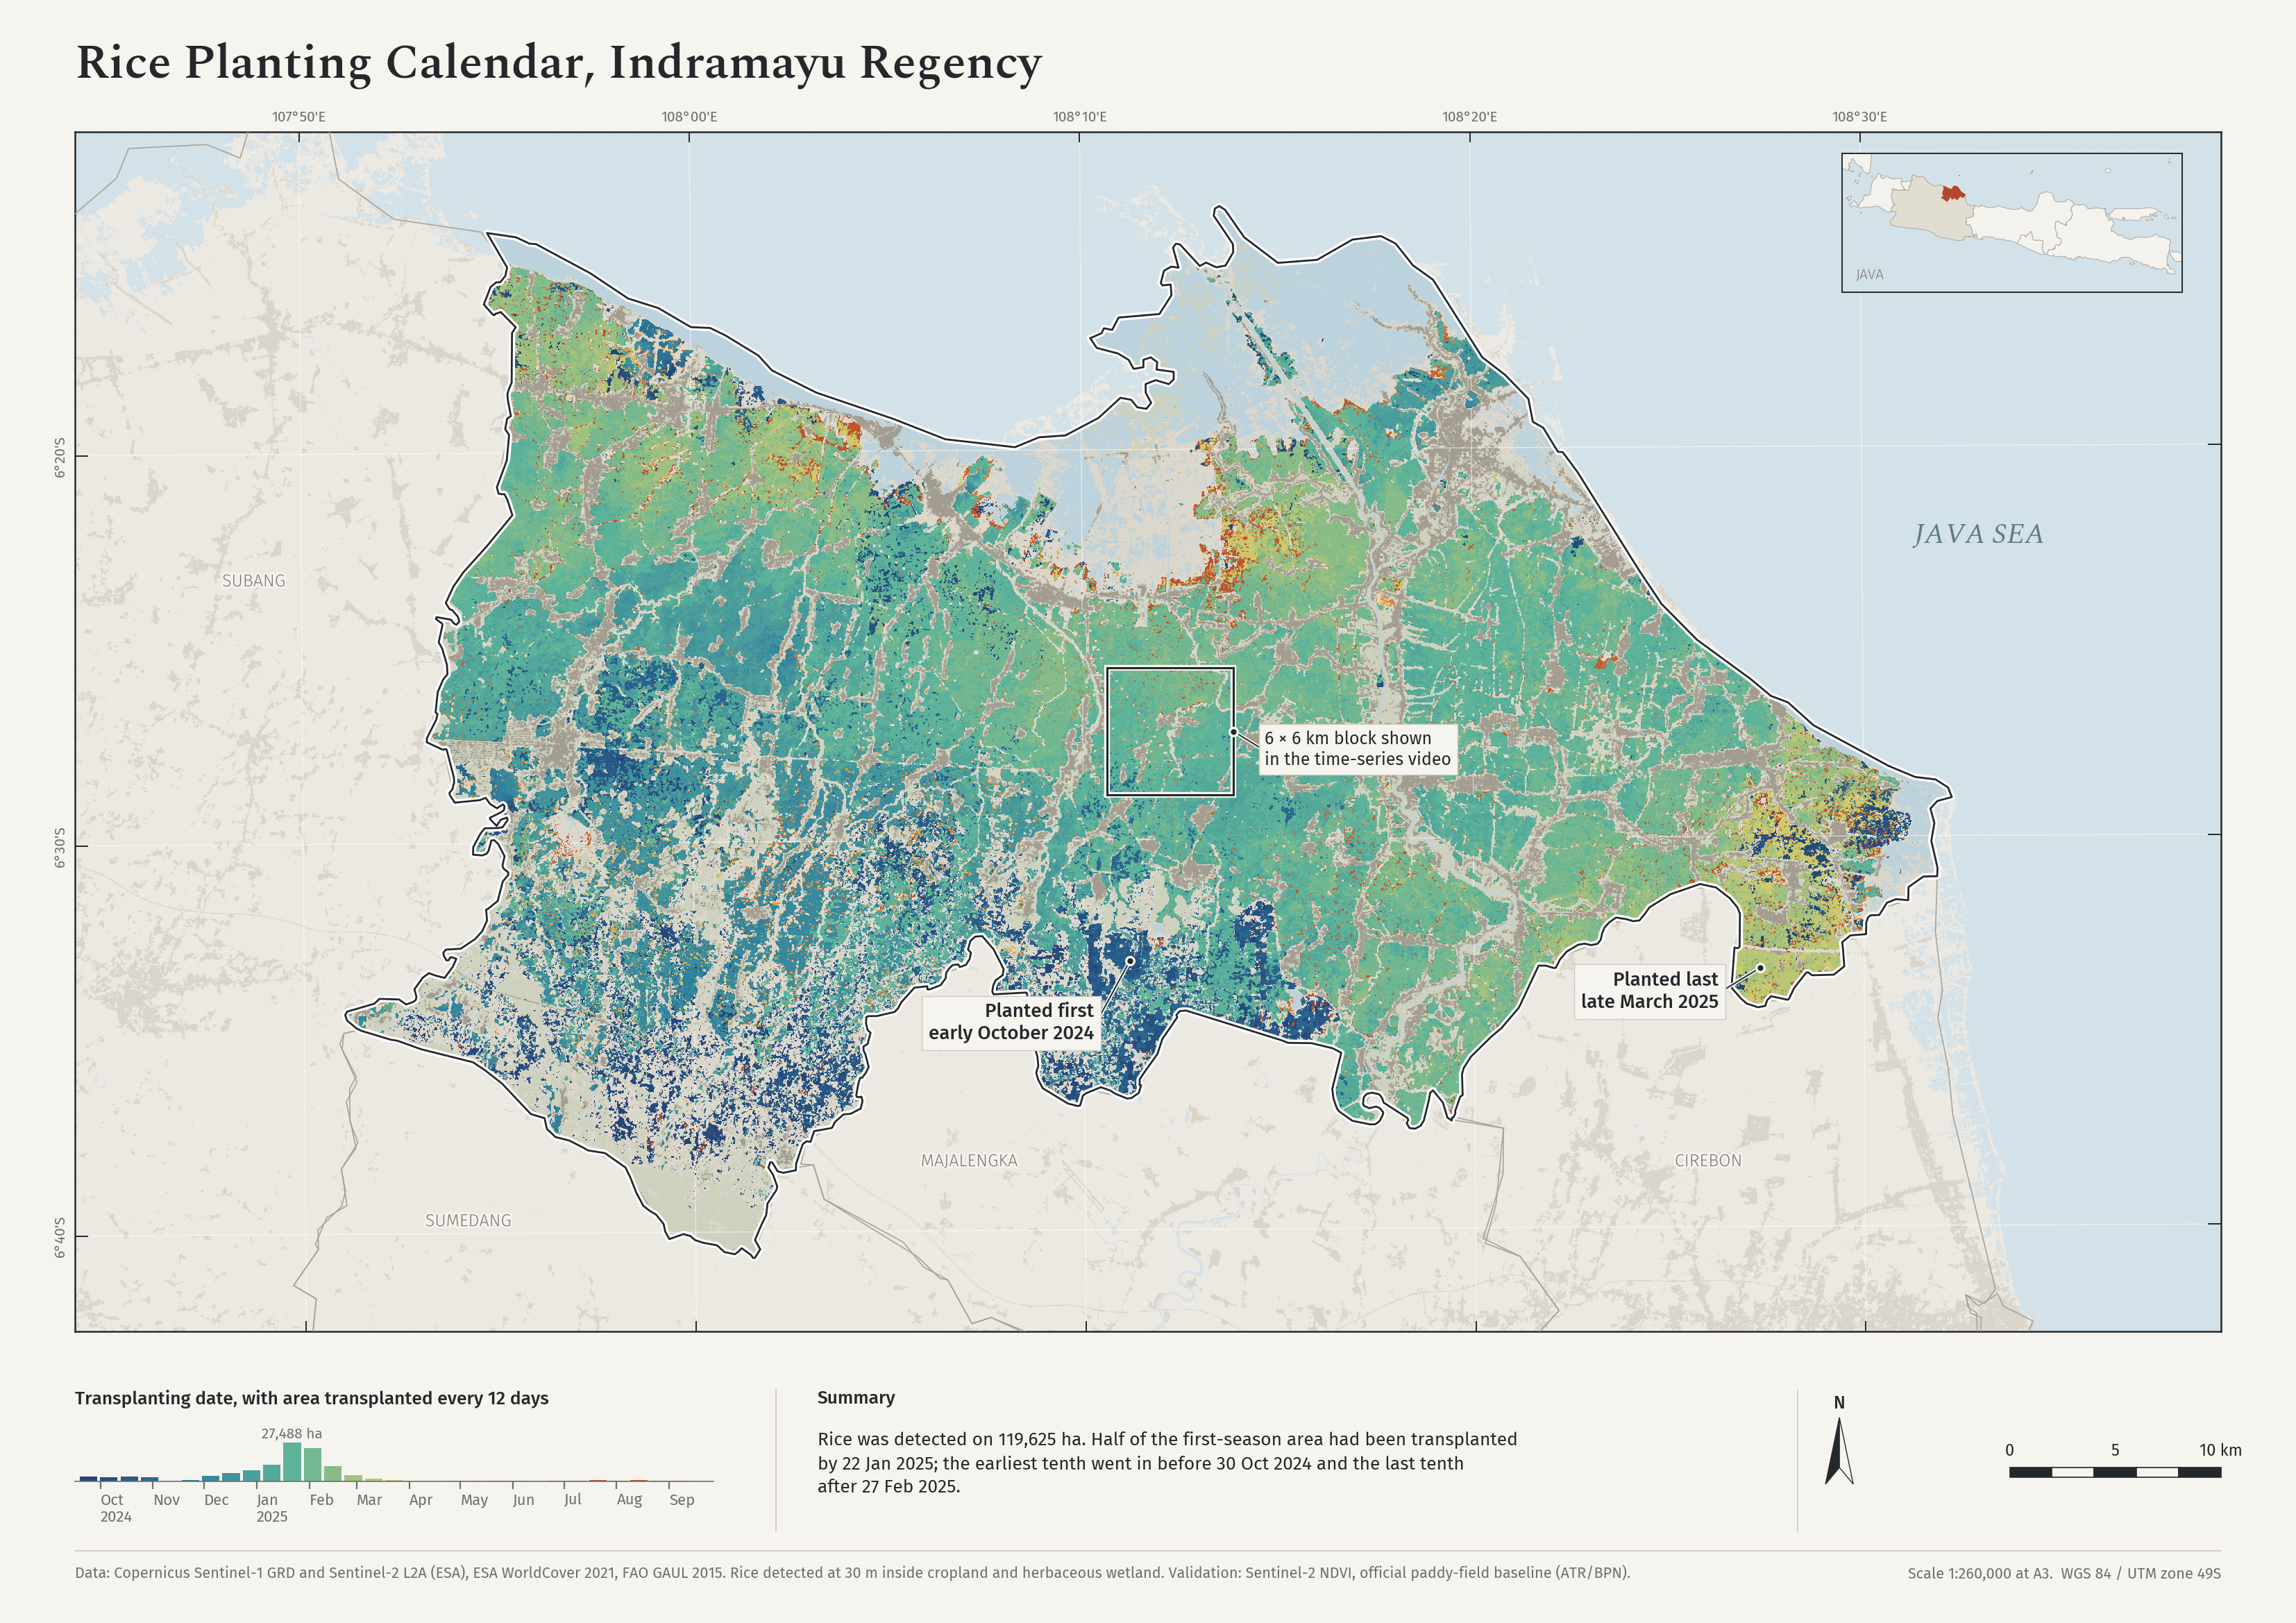 Rice Planting Calendar, Indramayu Regency
107°50'E 108°00'E 108°10'E 108°20'E 108°30'E
JAVA
6°20'S
JAVA SEA
SUBANG
6 × 6 km block shown
in the time-series video
6°30'S
Planted last
late March 2025
Planted first
early October 2024
MAJALENGKA
CIREBON
SUMEDANG
6°40'S
Transplanting date, with area transplanted every 12 days
27,488 ha
Oct Nov Dec Jan Feb Mar Apr May Jun Jul Aug Sep
2024 2025
Summary
Rice was detected on 119,625 ha. Half of the first-season area had been transplanted
by 22 Jan 2025; the earliest tenth went in before 30 Oct 2024 and the last tenth
after 27 Feb 2025.
N
0 5 10 km
Data: Copernicus Sentinel-1 GRD and Sentinel-2 L2A (ESA), ESA WorldCover 2021, FAO GAUL 2015. Rice detected at 30 m inside cropland and herbaceous wetland. Validation: Sentinel-2 NDVI, official paddy-field baseline (ATR/BPN).
Scale 1:260,000 at A3. WGS 84 / UTM zone 49S